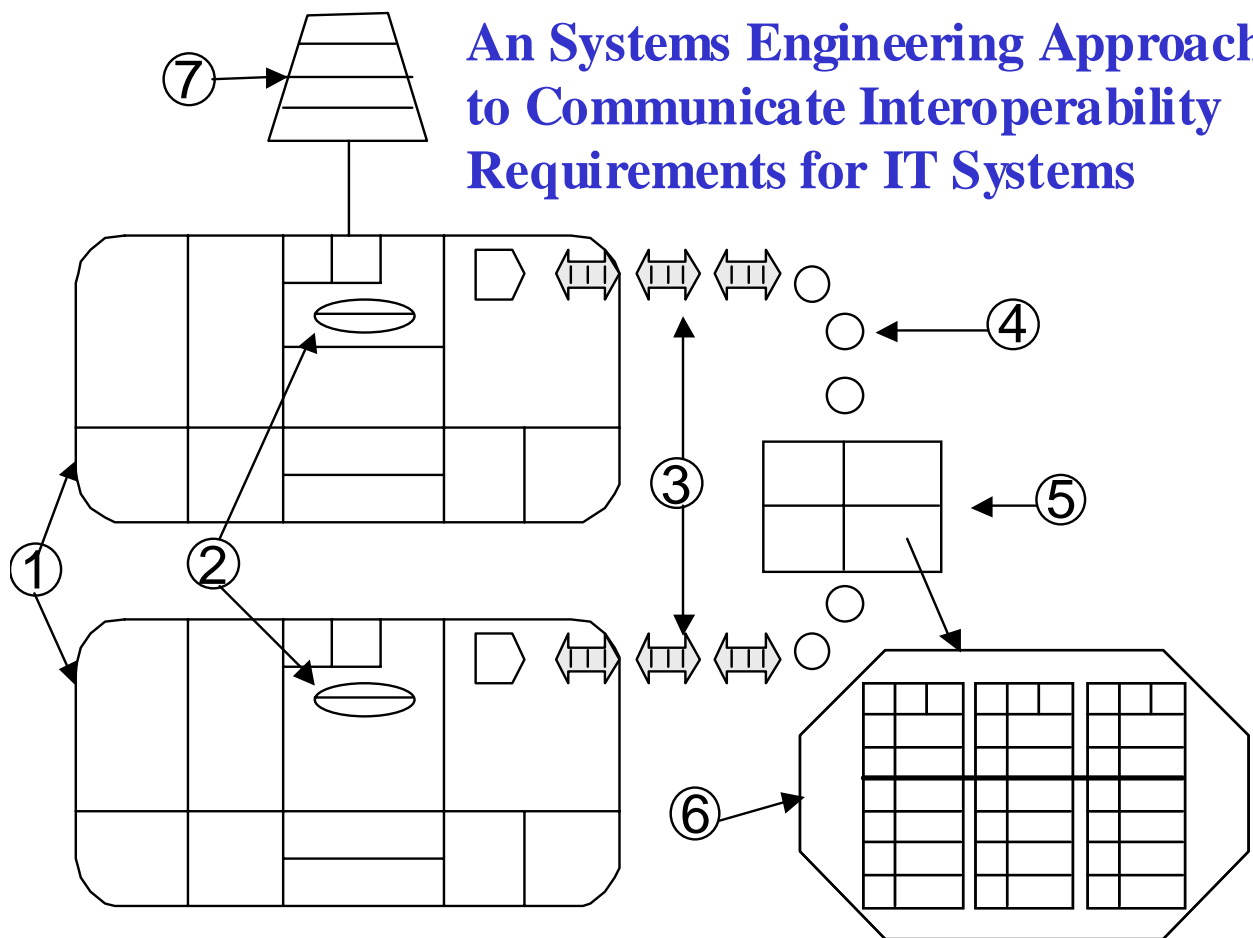 An Systems Engineering Approach
to Communicate Interoperability
Requirements for IT Systems
7
4
3
5
1
2
6